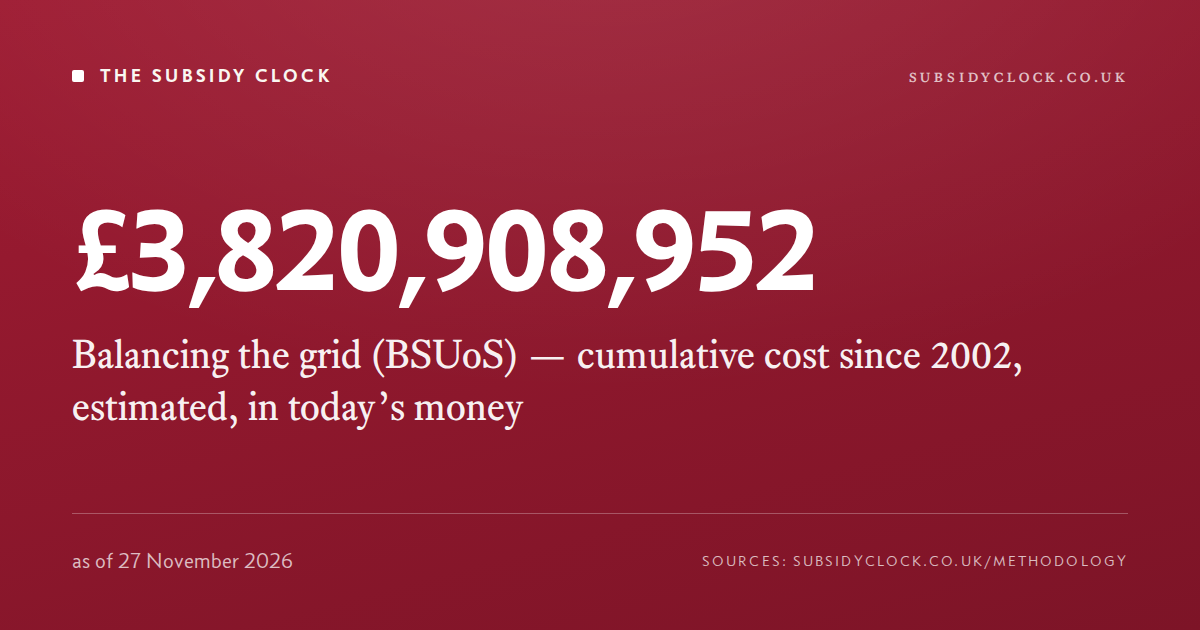 THE SUBSIDY CLOCK
SUBSIDYCLOCK.CO.UK
£3,820,908,952
Balancing the grid (BSUoS) — cumulative cost since 2002,
estimated, in today’s money
as of 27 November 2026
SOURCES: SUBSIDYCLOCK.CO.UK/METHODOLOGY